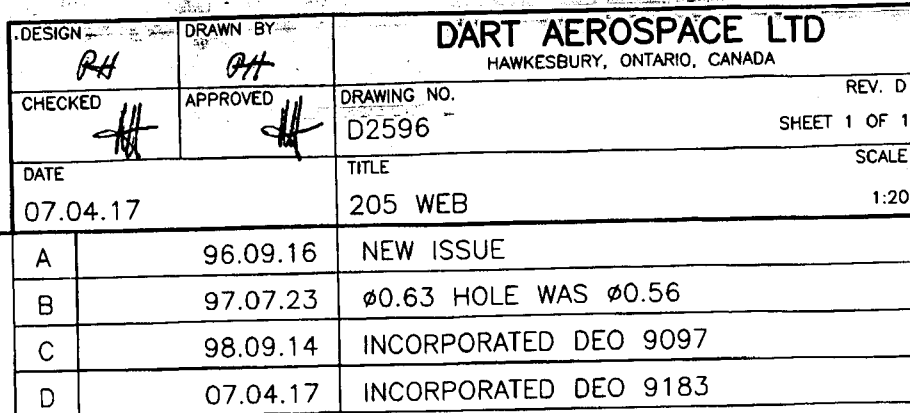 DESIGN
RH
DRAWN BY
RH
DART AEROSPACE LTD
HAWKESBURY, ONTARIO, CANADA
CHECKED
APPROVED
DRAWING NO.
D2596
REV. D
SHEET 1 OF 1
DATE
07.04.17
TITLE
205 WEB
SCALE
1:20
A 96.09.16 NEW ISSUE
B 97.07.23 ø0.63 HOLE WAS ø0.56
C 98.09.14 INCORPORATED DEO 9097
D 07.04.17 INCORPORATED DEO 9183